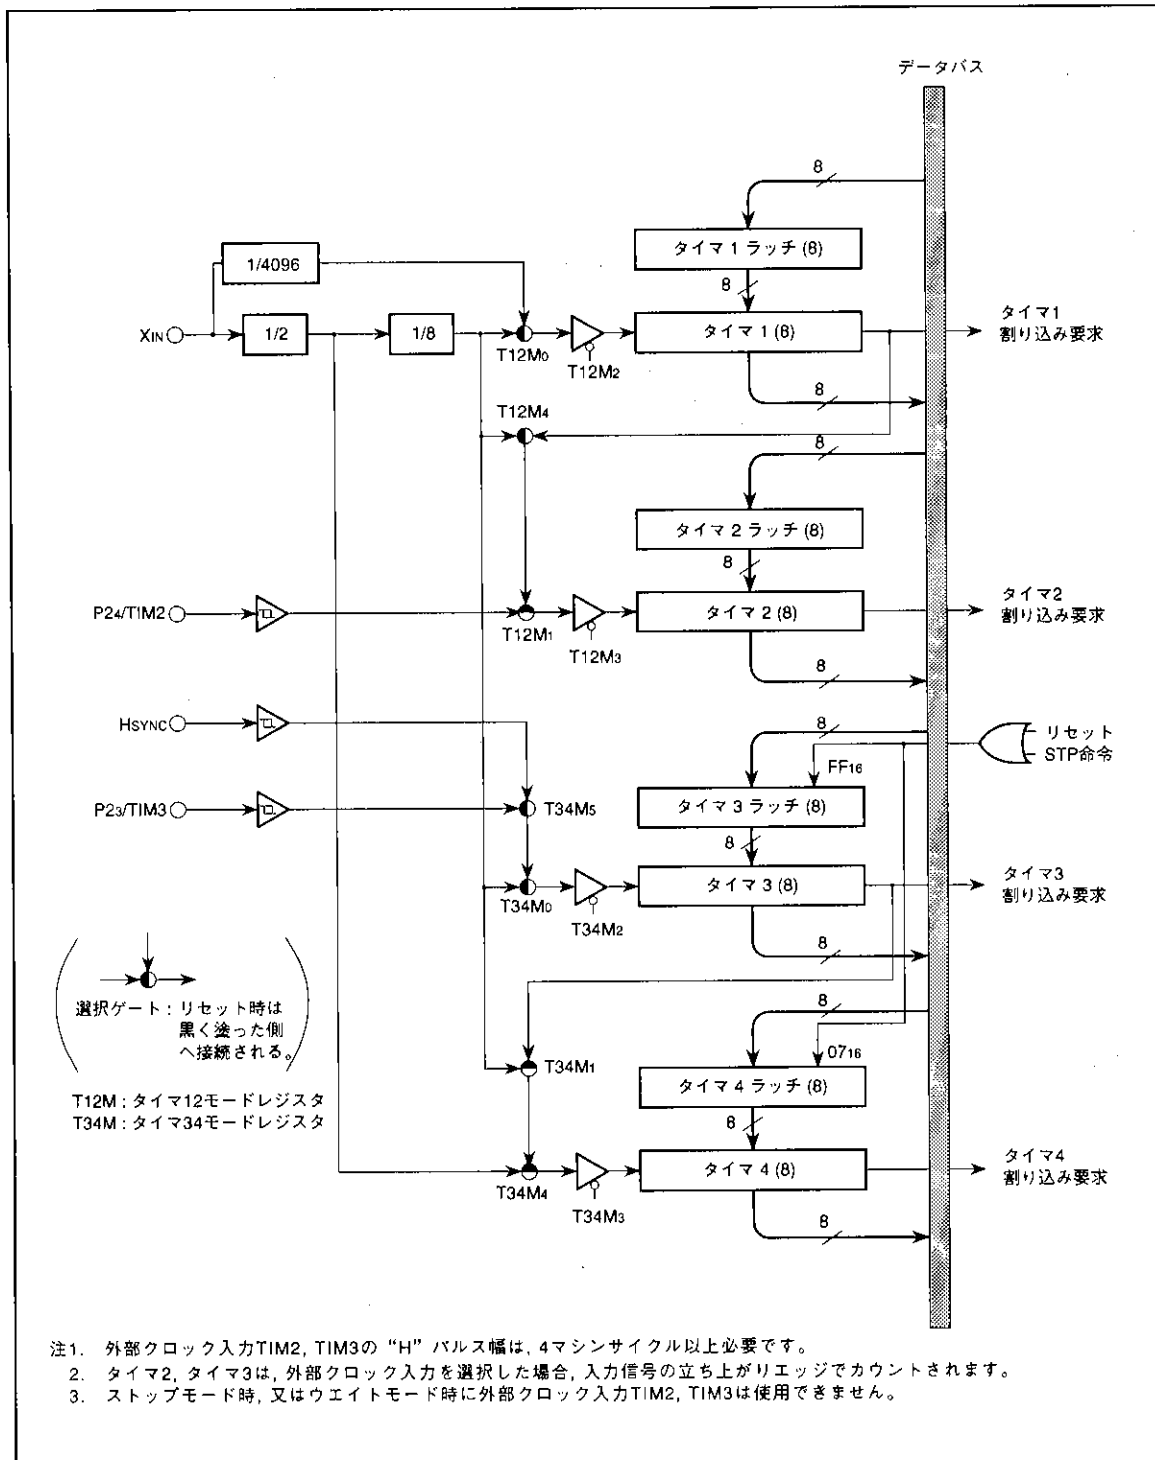 データバス
8
タイマ 1 ラッチ (8)
1/4096
8
XIN
1/2
1/8
タイマ 1 (8)
タイマ1
割り込み要求
T12M0
T12M2
8
T12M4
8
タイマ 2 ラッチ (8)
8
P24/TIM2
タイマ 2 (8)
タイマ2
割り込み要求
T12M1
T12M3
8
HSYNC
8
リセット
STP命令
FF16
P23/TIM3
T34M5
タイマ 3 ラッチ (8)
8
タイマ 3 (8)
タイマ3
割り込み要求
T34M0
T34M2
8
選択ゲート : リセット時は
黒く塗った側
へ接続される。
8
0716
T34M1
タイマ 4 ラッチ (8)
T12M : タイマ12モードレジスタ
T34M : タイマ34モードレジスタ
8
タイマ 4 (8)
タイマ4
割り込み要求
T34M4
T34M3
8
注1. 外部クロック入力TIM2, TIM3の “H” パルス幅は, 4マシンサイクル以上必要です。
2. タイマ2, タイマ3は, 外部クロック入力を選択した場合, 入力信号の立ち上がりエッジでカウントされます。
3. ストップモード時, 又はウエイトモード時に外部クロック入力TIM2, TIM3は使用できません。